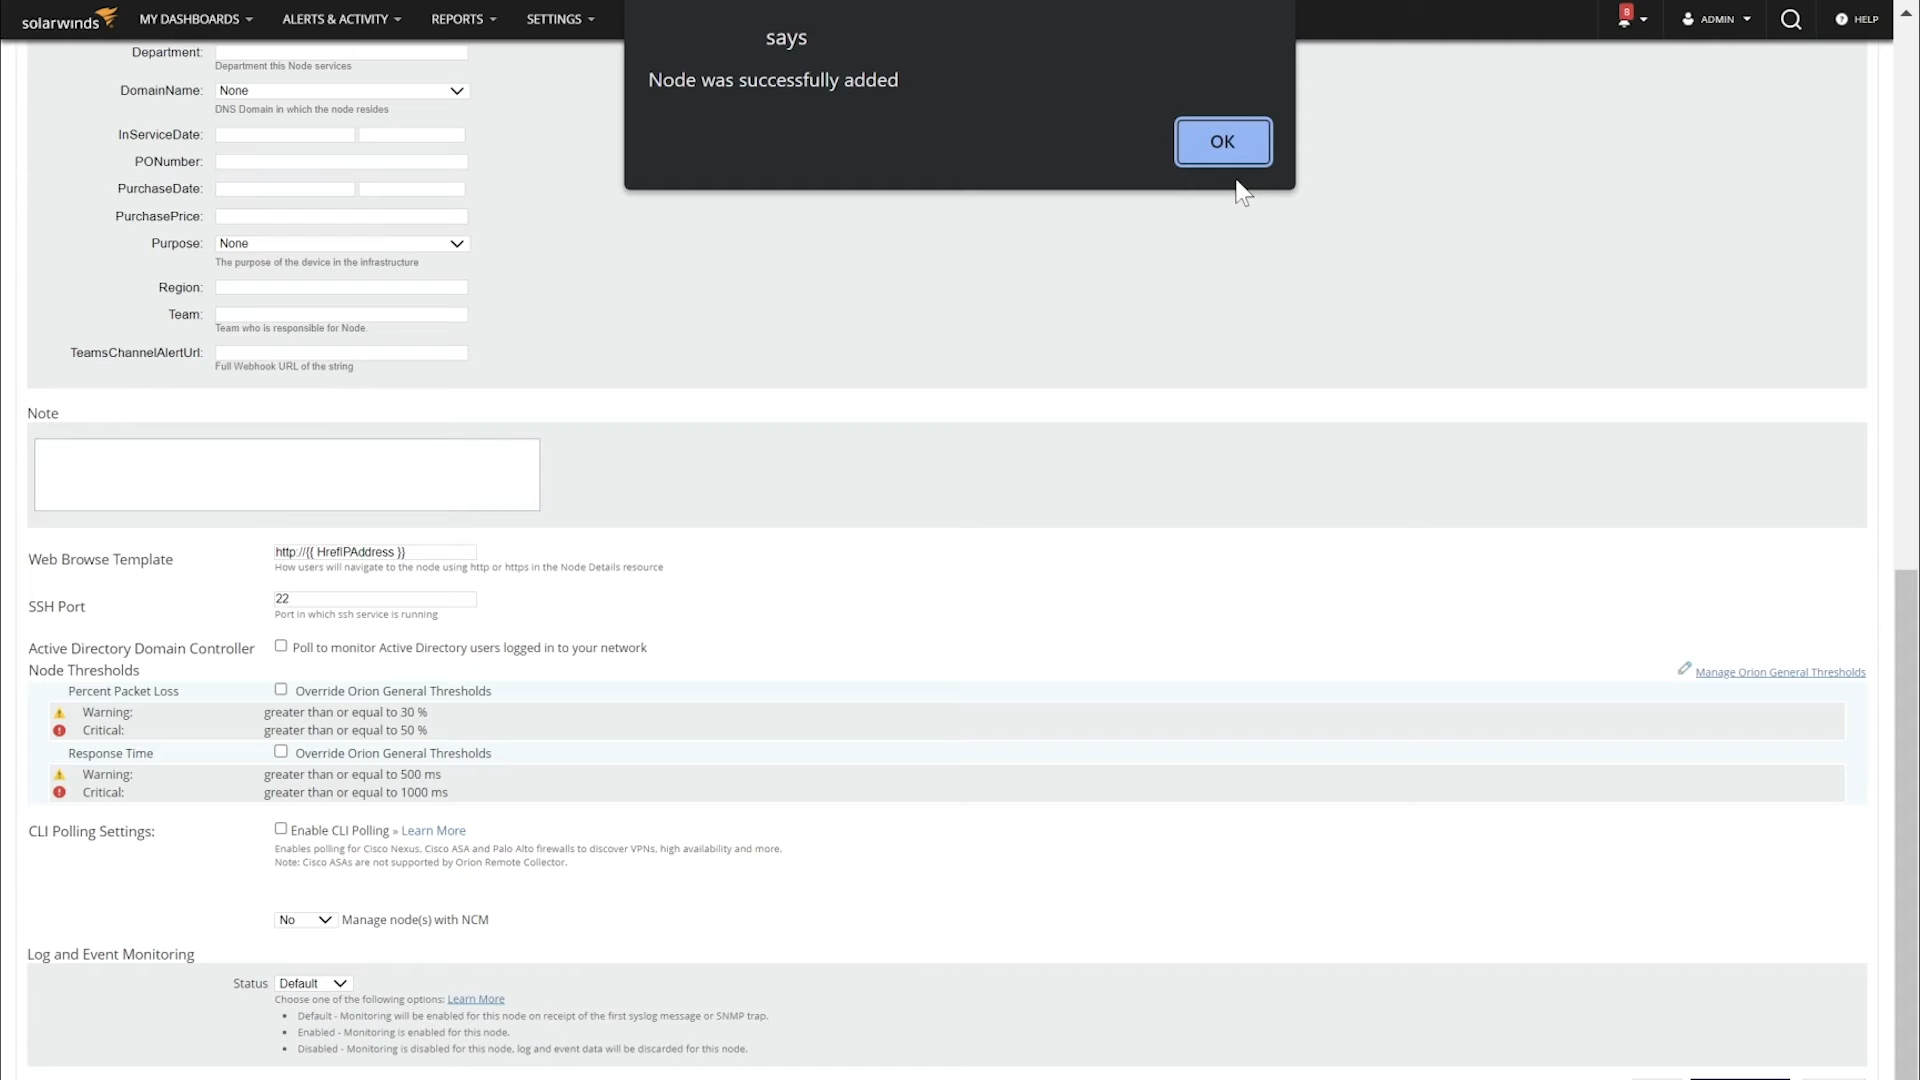 solarwinds MY DASHBOARDS ALERTS & ACTIVITY REPORTS SETTINGS 8 ADMIN HELP
says
Node was successfully added
OK
Department:
Department this Node services
DomainName: None
DNS Domain in which the node resides
InServiceDate:
PONumber:
PurchaseDate:
PurchasePrice:
Purpose: None
The purpose of the device in the infrastructure
Region:
Team:
Team who is responsible for Node.
TeamsChannelAlertUrl:
Full Webhook URL of the string
Note
Web Browse Template http://{{ HrefIPAddress }}
How users will navigate to the node using http or https in the Node Details resource
SSH Port 22
Port in which ssh service is running
Active Directory Domain Controller Poll to monitor Active Directory users logged in to your network
Node Thresholds Manage Orion General Thresholds
Percent Packet Loss Override Orion General Thresholds
Warning: greater than or equal to 30 %
Critical: greater than or equal to 50 %
Response Time Override Orion General Thresholds
Warning: greater than or equal to 500 ms
Critical: greater than or equal to 1000 ms
CLI Polling Settings: Enable CLI Polling » Learn More
Enables polling for Cisco Nexus, Cisco ASA and Palo Alto firewalls to discover VPNs, high availability and more.
Note: Cisco ASAs are not supported by Orion Remote Collector.
No Manage node(s) with NCM
Log and Event Monitoring
Status Default
Choose one of the following options: Learn More
• Default - Monitoring will be enabled for this node on receipt of the first syslog message or SNMP trap.
• Enabled - Monitoring is enabled for this node.
• Disabled - Monitoring is disabled for this node, log and event data will be discarded for this node.